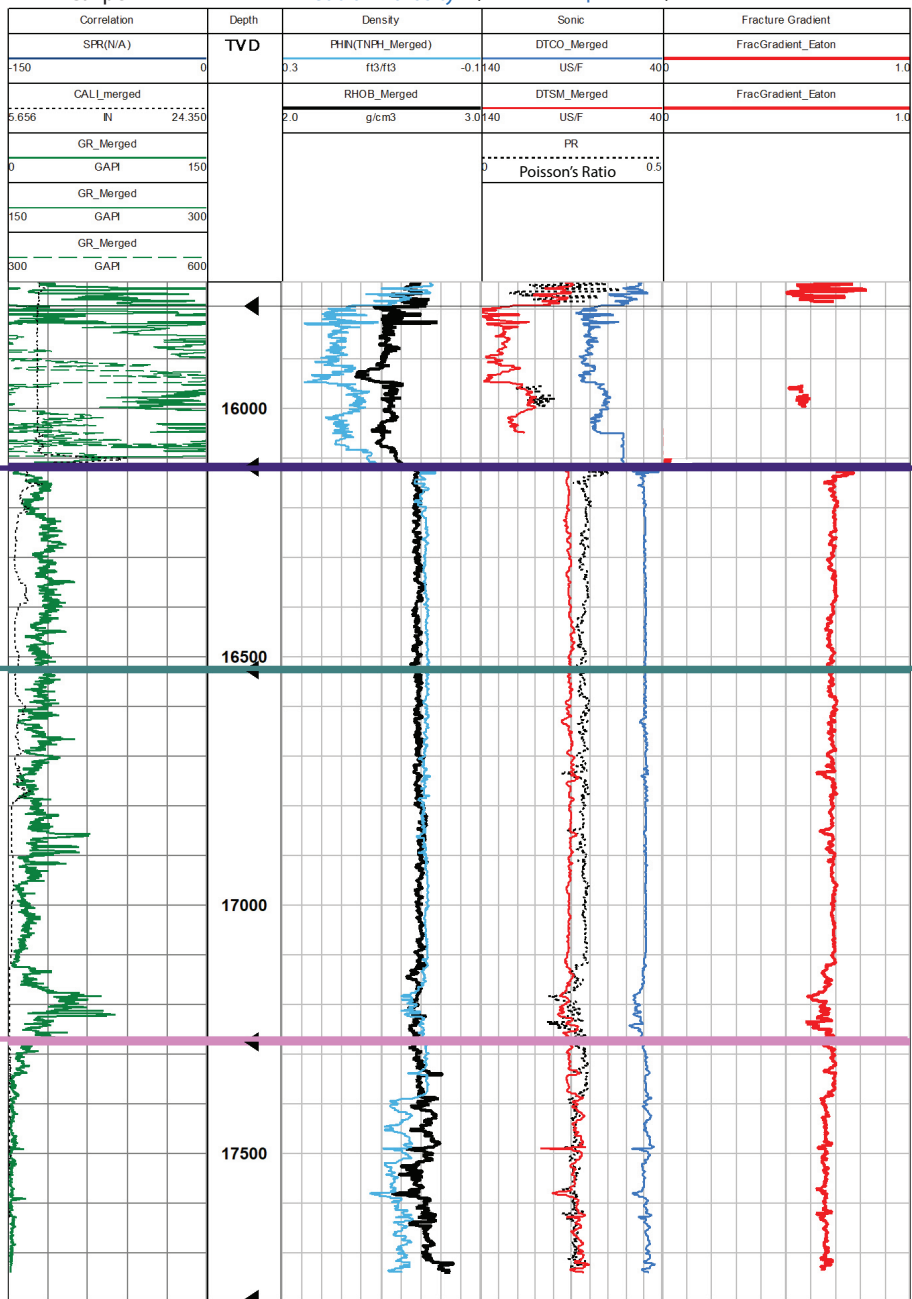 Correlation Depth Density Sonic Fracture Gradient
SPR(N/A) TVD PHIN(TNPH_Merged) DTCO_Merged FracGradient_Eaton
-150 0 0.3 ft3/ft3 -0.1 140 US/F 40 0 1.0
CALI_merged RHOB_Merged DTSM_Merged FracGradient_Eaton
5.656 IN 24.350 2.0 g/cm3 3.0 140 US/F 40 0 1.0
GR_Merged PR
0 GAPI 150 0 Poisson's Ratio 0.5
GR_Merged
150 GAPI 300
GR_Merged
300 GAPI 600
16000
16500
17000
17500